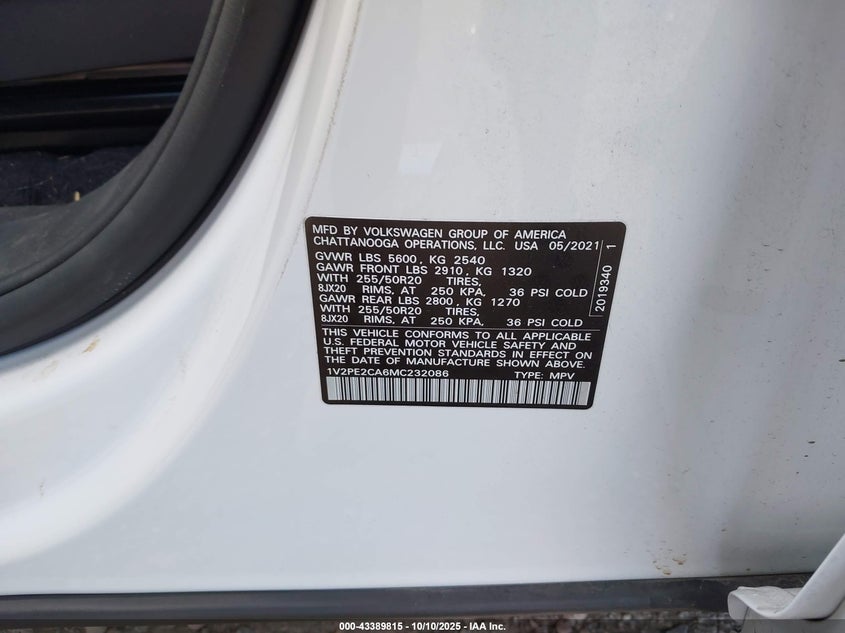 MFD BY VOLKSWAGEN GROUP OF AMERICA
CHATTANOOGA OPERATIONS, LLC. USA 05/2021
GVWR LBS 5600, KG 2540
GAWR FRONT LBS 2910, KG 1320
WITH 255/50R20 TIRES,
8JX20 RIMS, AT 250 KPA, 36 PSI COLD
GAWR REAR LBS 2800, KG 1270
WITH 255/50R20 TIRES,
8JX20 RIMS, AT 250 KPA, 36 PSI COLD
THIS VEHICLE CONFORMS TO ALL APPLICABLE
U.S. FEDERAL MOTOR VEHICLE SAFETY AND
THEFT PREVENTION STANDARDS IN EFFECT ON
THE DATE OF MANUFACTURE SHOWN ABOVE.
1V2PE2CA6MC232086 TYPE: MPV
2019340 1
000-43389815 - 10/10/2025 - IAA Inc.